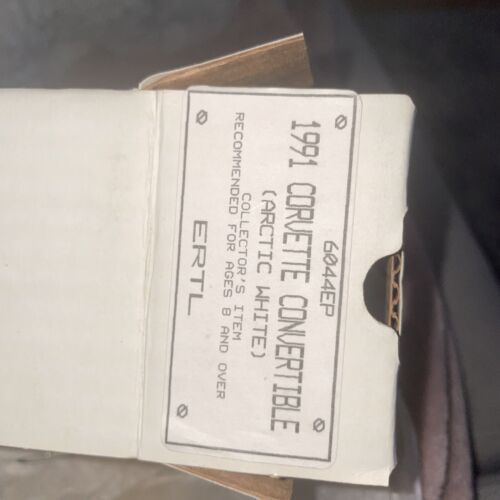 6044EP
1991 CORVETTE CONVERTIBLE
(ARCTIC WHITE)
COLLECTOR'S ITEM
RECOMMENDED FOR AGES 8 AND OVER
ERTL